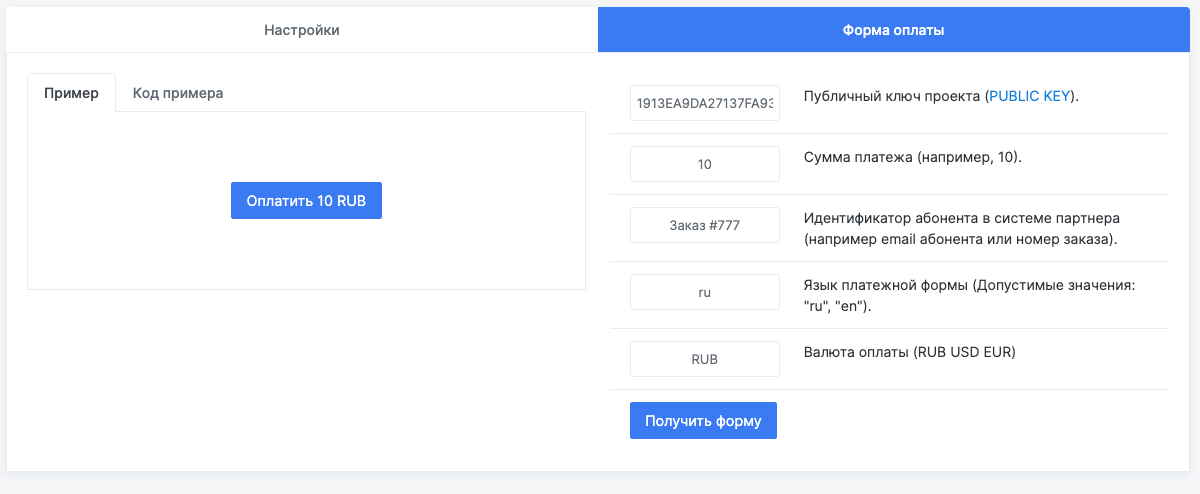 Настройки
Форма оплаты
Пример
Код примера
Оплатить 10 RUB
1913EA9DA27137FA93
Публичный ключ проекта (PUBLIC KEY).
10
Сумма платежа (например, 10).
Заказ #777
Идентификатор абонента в системе партнера
(например email абонента или номер заказа).
ru
Язык платежной формы (Допустимые значения:
"ru", "en").
RUB
Валюта оплаты (RUB USD EUR)
Получить форму